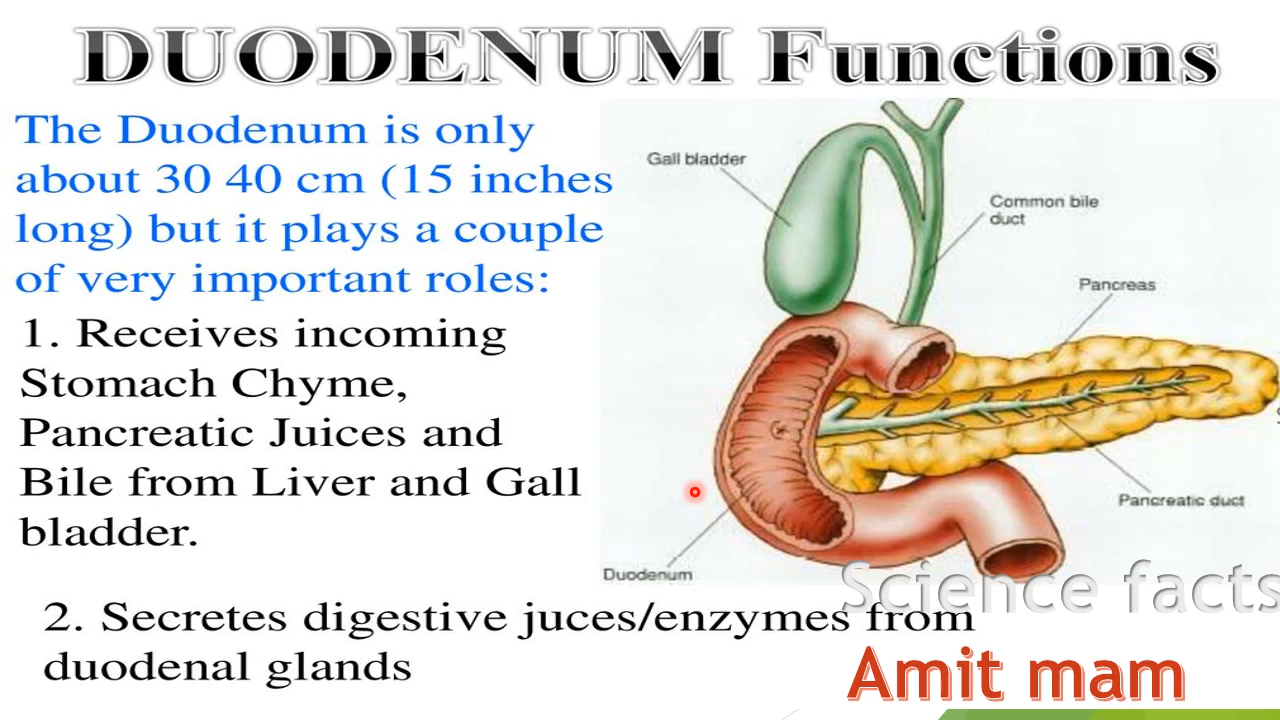 DUODENUM Functions
The Duodenum is only
about 30 40 cm (15 inches
long) but it plays a couple
of very important roles:
1. Receives incoming
Stomach Chyme,
Pancreatic Juices and
Bile from Liver and Gall
bladder.
2. Secretes digestive juces/enzymes from
duodenal glands
Gall bladder
Common bile
duct
Pancreas
Pancreatic duct
Duodenum
Science facts
Amit mam